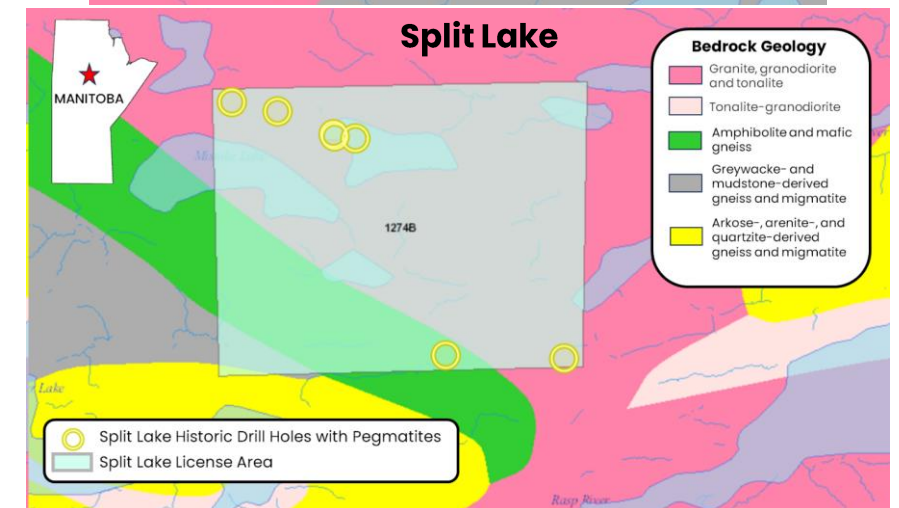 Split Lake
MANITOBA
Bedrock Geology
Granite, granodiorite
and tonalite
Tonalite-granodiorite
Amphibolite and mafic
gneiss
Greywacke- and
mudstone-derived
gneiss and migmatite
Arkose-, arenite-, and
quartzite-derived
gneiss and migmatite
1274B
Lake
Split Lake Historic Drill Holes with Pegmatites
Split Lake License Area
Rasp River